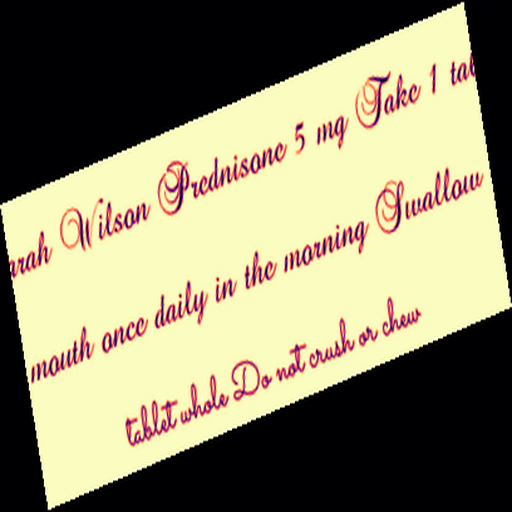 Wilson Prednisone 5 mg Take 1
mouth once daily in the morning Swallow
tablet whole Do not crush or chew